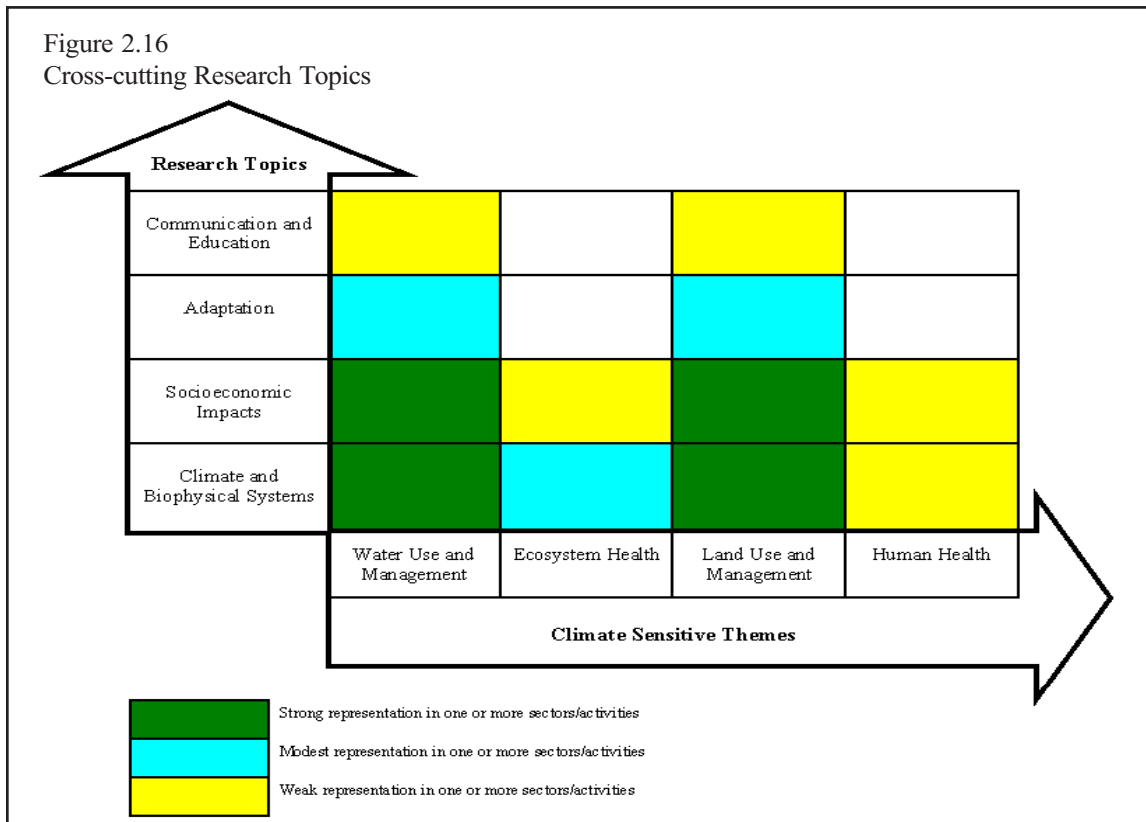 Figure 2.16
Cross-cutting Research Topics
Research Topics
Communication and
Education
Adaptation
Socioeconomic
Impacts
Climate and
Biophysical Systems
Water Use and
Management
Ecosystem Health
Land Use and
Management
Human Health
Climate Sensitive Themes
Strong representation in one or more sectors/activities
Modest representation in one or more sectors/activities
Weak representation in one or more sectors/activities